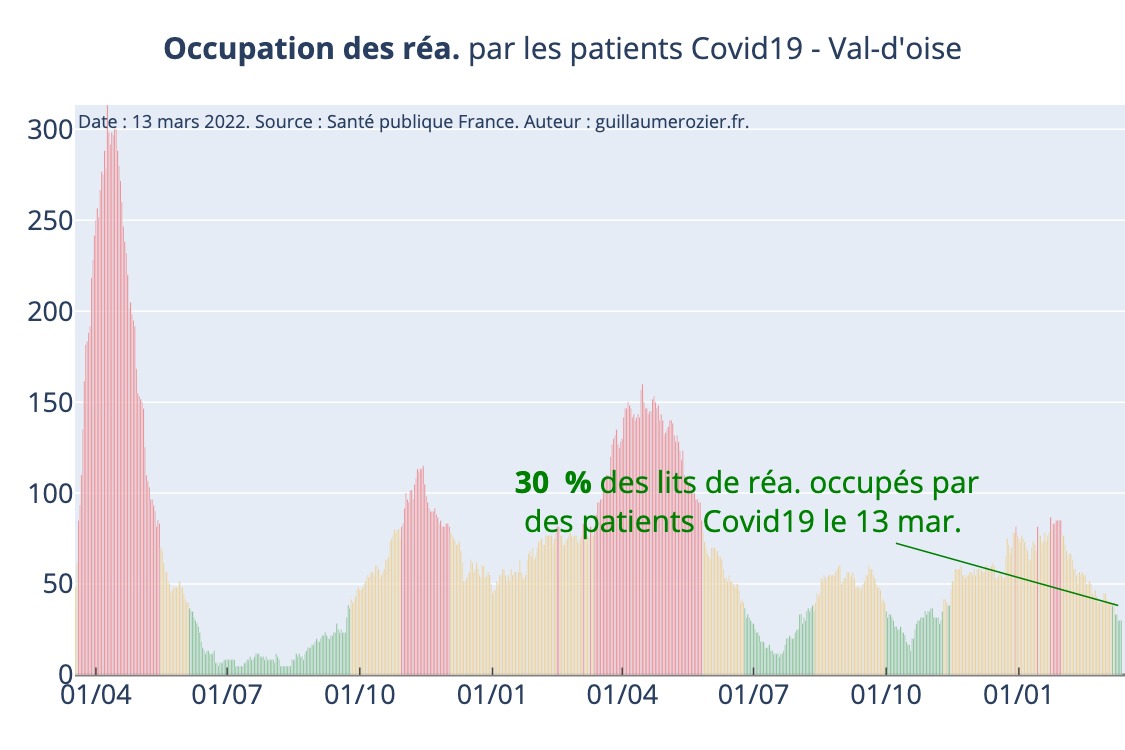 Occupation des réa. par les patients Covid19 - Val-d'oise
Date : 13 mars 2022. Source : Santé publique France. Auteur : guillaumerozier.fr.
300
250
200
150
100
50
0
30 % des lits de réa. occupés par
des patients Covid19 le 13 mar.
01/04 01/07 01/10 01/01 01/04 01/07 01/10 01/01